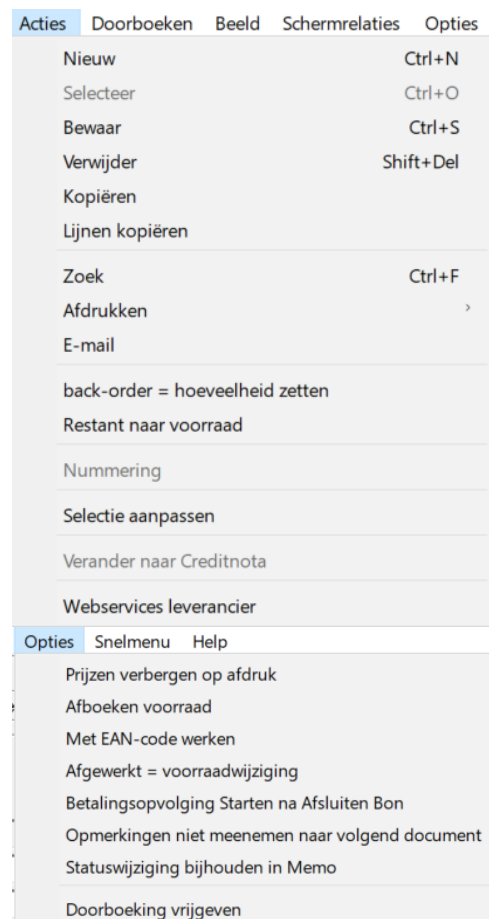 Acties Doorboeken Beeld Schermrelaties Opties
Nieuw Ctrl+N
Selecteer Ctrl+O
Bewaar Ctrl+S
Verwijder Shift+Del
Kopiëren
Lijnen kopiëren
Zoek Ctrl+F
Afdrukken
E-mail
back-order = hoeveelheid zetten
Restant naar voorraad
Nummering
Selectie aanpassen
Verander naar Creditnota
Webservices leverancier
Opties Snelmenu Help
Prijzen verbergen op afdruk
Afboeken voorraad
Met EAN-code werken
Afgewerkt = voorraadwijziging
Betalingsopvolging Starten na Afsluiten Bon
Opmerkingen niet meenemen naar volgend document
Statuswijziging bijhouden in Memo
Doorboeking vrijgeven